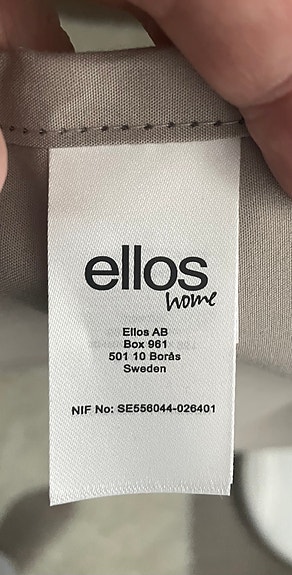 ellos
home
Ellos AB
Box 961
501 10 Borås
Sweden
NIF No: SE556044-026401